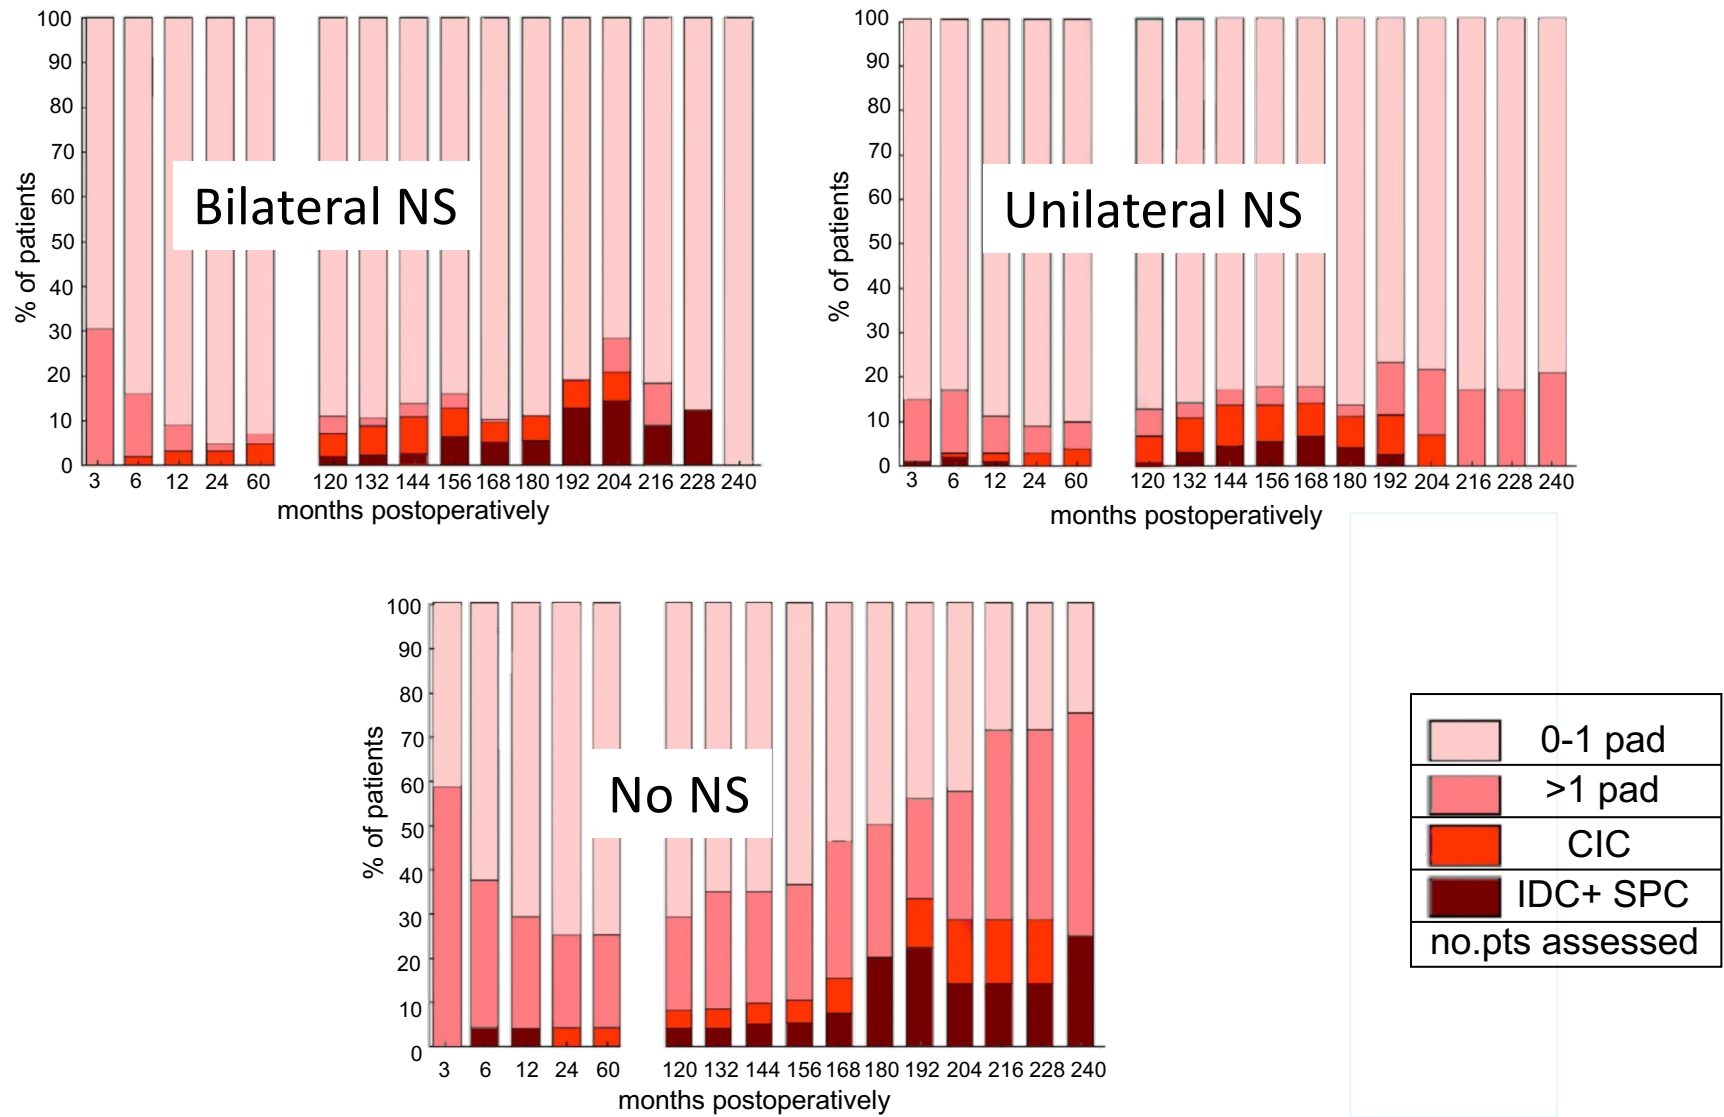 100
90
80
70
60
50
40
30
20
10
0
% of patients
Bilateral NS
3 6 12 24 60 120 132 144 156 168 180 192 204 216 228 240
months postoperatively
100
90
80
70
60
50
40
30
20
10
0
% of patients
Unilateral NS
3 6 12 24 60 120 132 144 156 168 180 192 204 216 228 240
months postoperatively
100
90
80
70
60
50
40
30
20
10
0
% of patients
No NS
3 6 12 24 60 120 132 144 156 168 180 192 204 216 228 240
months postoperatively
0-1 pad
>1 pad
CIC
IDC+ SPC
no.pts assessed